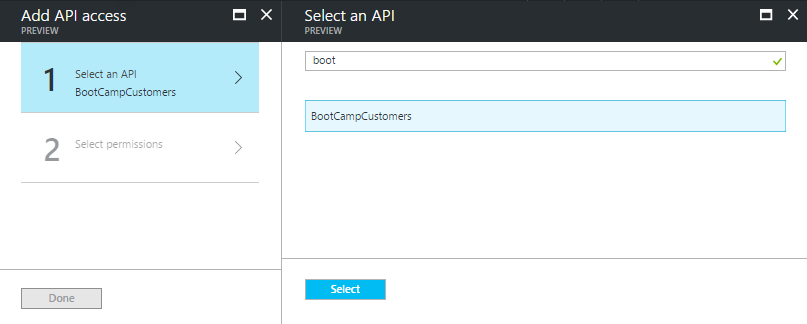 Add API access
PREVIEW
1
Select an API
BootCampCustomers
2
Select permissions
Done
Select an API
PREVIEW
boot
BootCampCustomers
Select